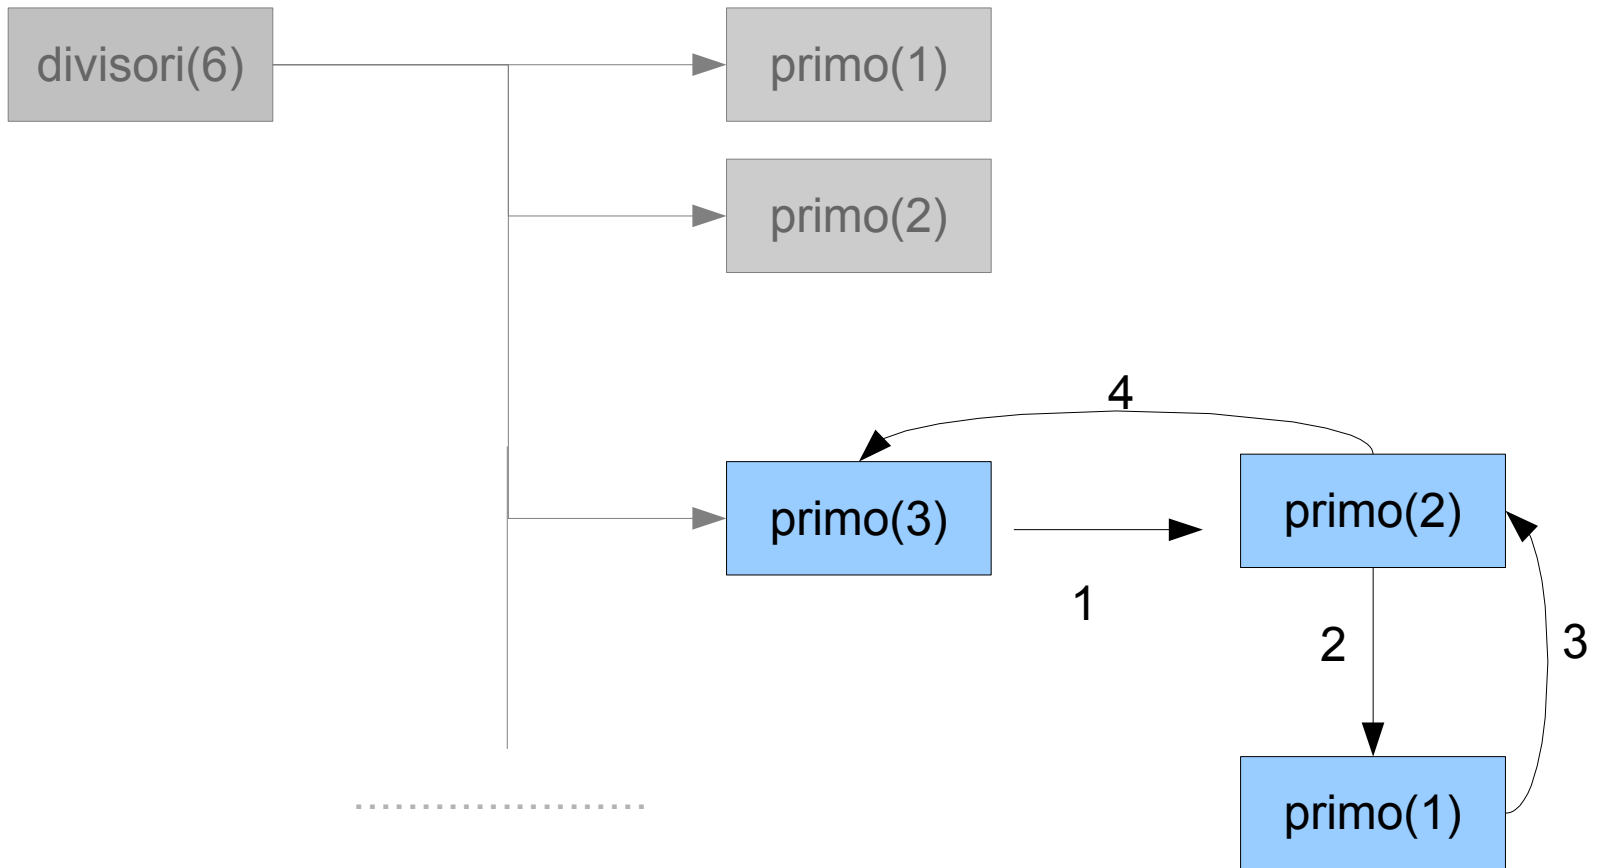 divisori(6)
primo(1)
primo(2)
4
primo(3)
primo(2)
1
2
3
primo(1)
.....................